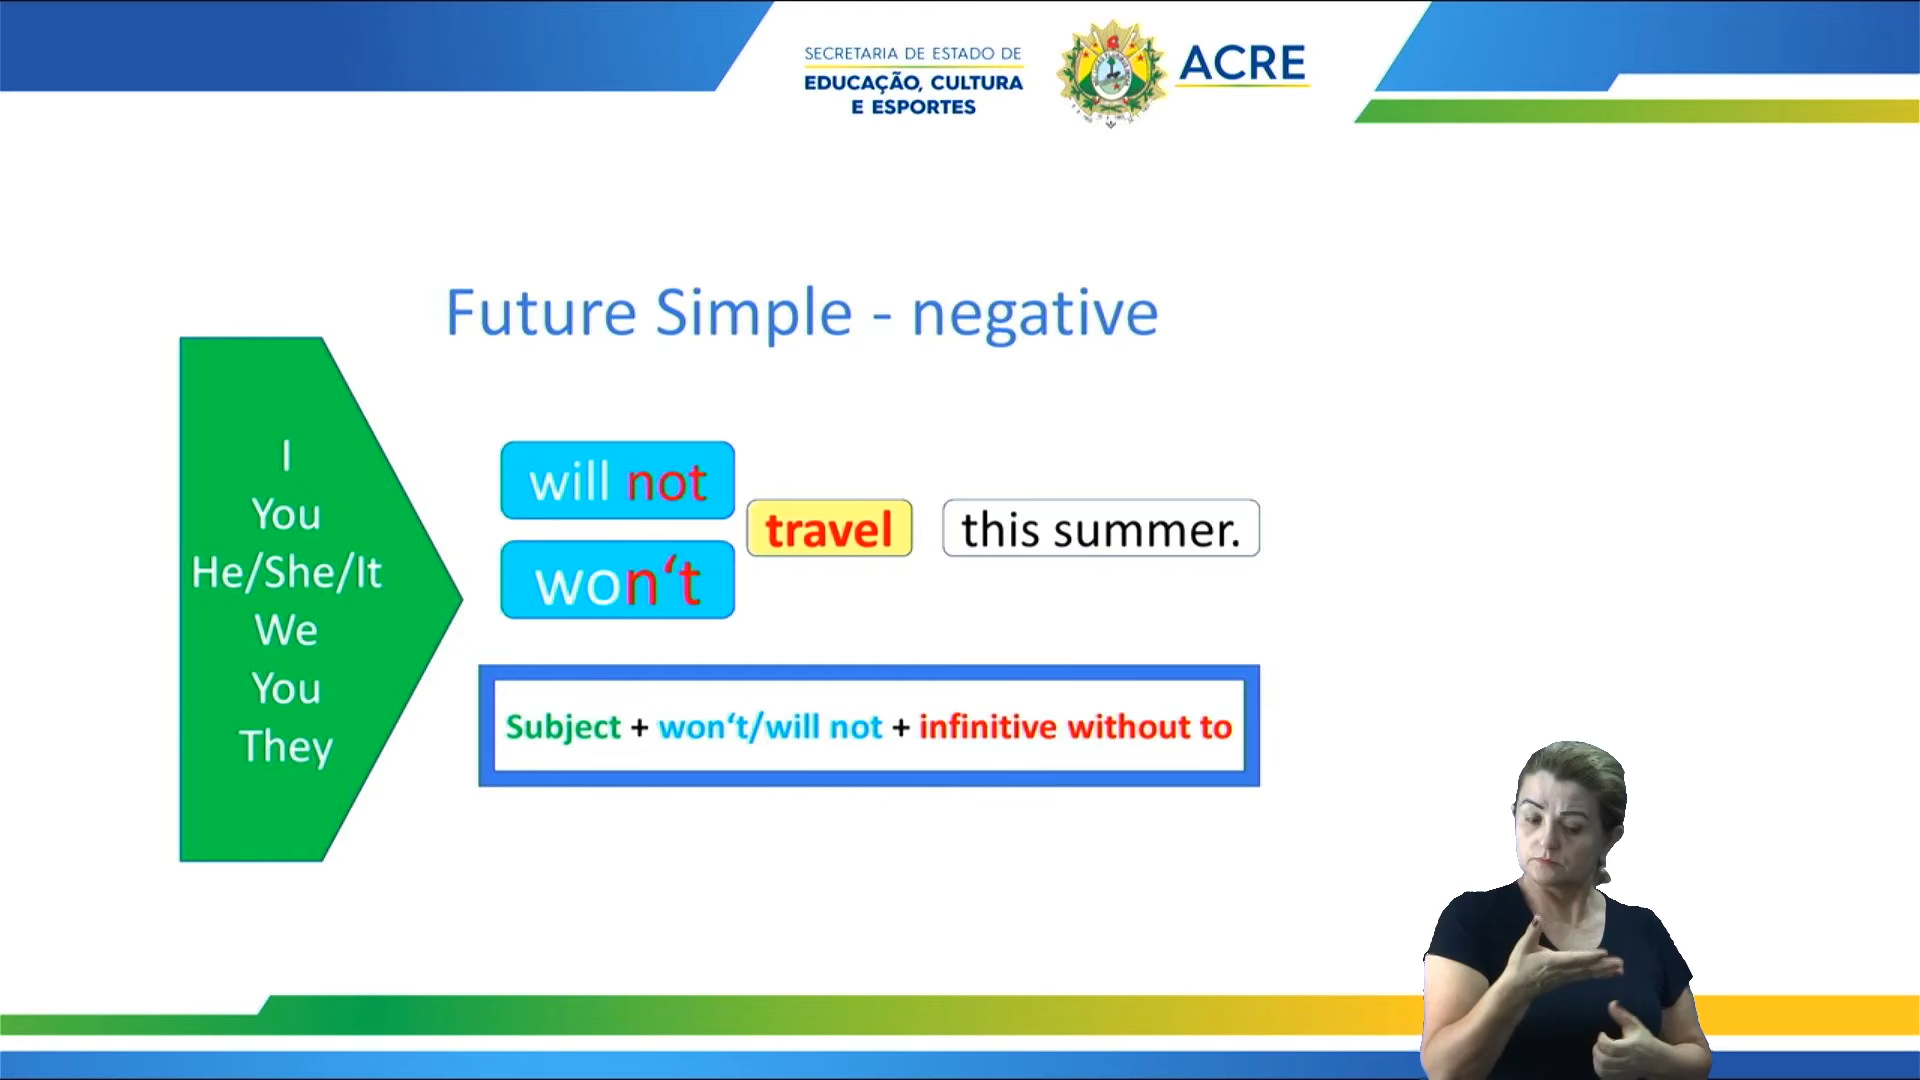 SECRETARIA DE ESTADO DE
EDUCAÇÃO, CULTURA
E ESPORTES
ACRE
Future Simple - negative
I
You
He/She/It
We
You
They
will not
won‘t
travel
this summer.
Subject + won‘t/will not + infinitive without to